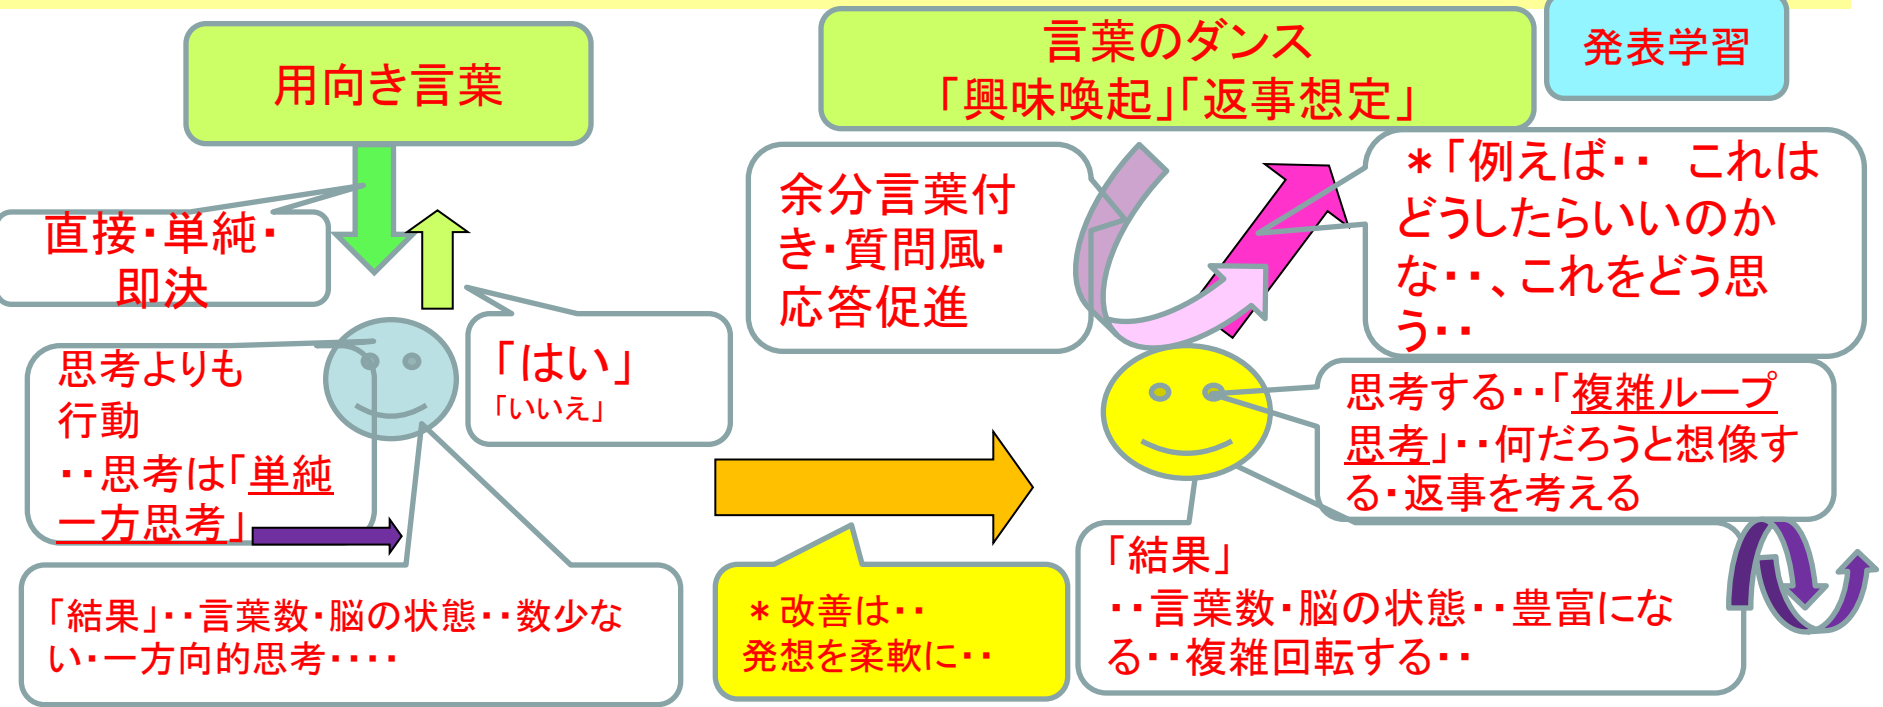 用向き言葉
言葉のダンス
「興味喚起」「返事想定」
発表学習
直接・単純・
即決
余分言葉付
き・質問風・
応答促進
＊「例えば・・　これは
どうしたらいいのか
な・・、これをどう思
う・・
思考よりも
行動
・・思考は「単純
一方思考」
「はい」
「いいえ」
思考する・・「複雑ループ
思考」・・何だろうと想像す
る・返事を考える
「結果」・・言葉数・脳の状態・・数少な
い・一方向的思考・・・・
＊改善は・・
発想を柔軟に・・
「結果」
・・言葉数・脳の状態・・豊富にな
る・・複雑回転する・・